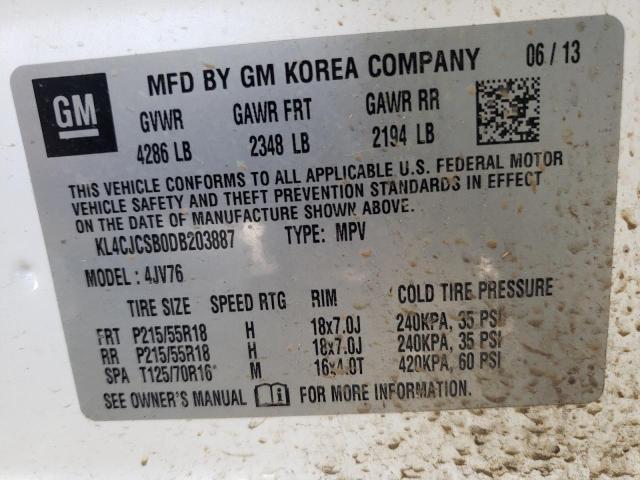 MFD BY GM KOREA COMPANY 06 / 13
GM
GVWR GAWR FRT GAWR RR
4286 LB 2348 LB 2194 LB
THIS VEHICLE CONFORMS TO ALL APPLICABLE U.S. FEDERAL MOTOR
VEHICLE SAFETY AND THEFT PREVENTION STANDARDS IN EFFECT
ON THE DATE OF MANUFACTURE SHOWN ABOVE.
KL4CJCSB0DB203887 TYPE: MPV
MODEL : 4JV76
TIRE SIZE SPEED RTG RIM COLD TIRE PRESSURE
FRT P215/55R18 H 18x7.0J 240KPA, 35 PSI
RR P215/55R18 H 18x7.0J 240KPA, 35 PSI
SPA T125/70R16 M 16x4.0T 420KPA, 60 PSI
SEE OWNER'S MANUAL i FOR MORE INFORMATION.